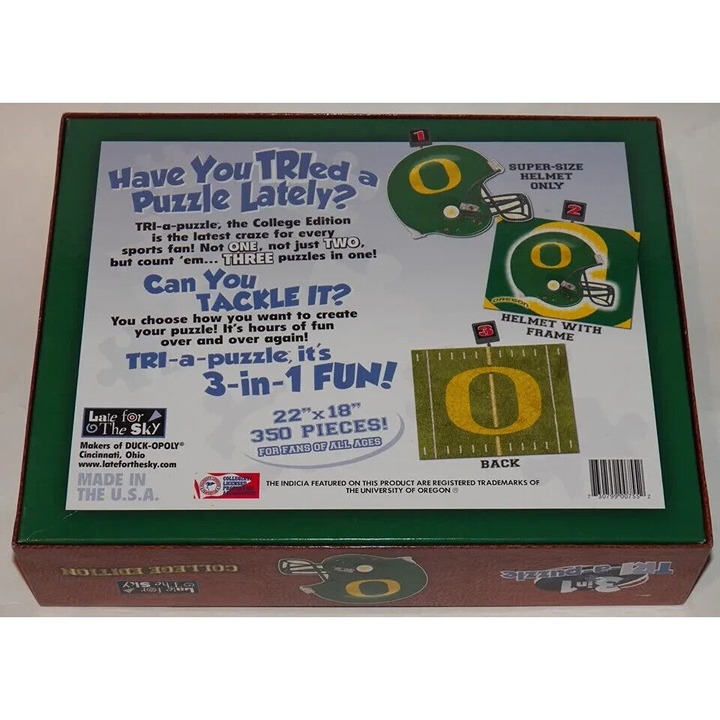 Have You TRIed a
Puzzle Lately?
TRI-a-puzzle, the College Edition
is the latest craze for every
sports fan! Not ONE, not just TWO,
but count 'em... THREE puzzles in one!
Can You
TACKLE IT?
You choose how you want to create
your puzzle! It's hours of fun
over and over again!
TRI-a-puzzle, it's
3-in-1 FUN!
22"x 18"
350 PIECES!
FOR FANS OF ALL AGES
1
SUPER-SIZE
HELMET
ONLY
2
OREGON
HELMET WITH
FRAME
3
BACK
Late for
The Sky
Makers of DUCK-OPOLY®
Cincinnati, Ohio
www.lateforthesky.com
MADE IN
THE U.S.A.
THE INDICIA FEATURED ON THIS PRODUCT ARE REGISTERED TRADEMARKS OF
THE UNIVERSITY OF OREGON ®
7 30799 00755 2
COLLEGE EDITION
Late for
The Sky
3 in 1
TRI-a-Puzzle